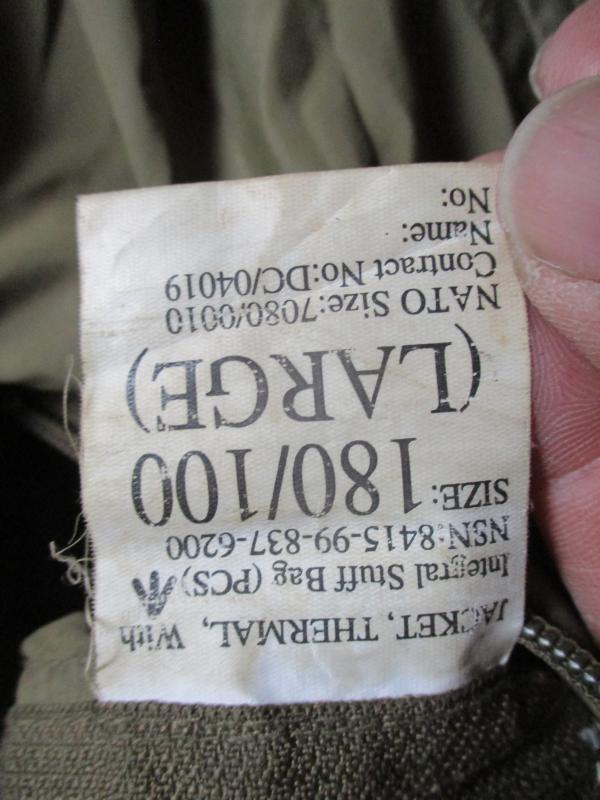 JACKET, THERMAL, With
Integral Stuff Bag (PCS)
NSN:8415-99-837-6200
SIZE: 180/100
(LARGE)
NATO Size:7080/0010
Contract No:DC/04019
Name:
No: